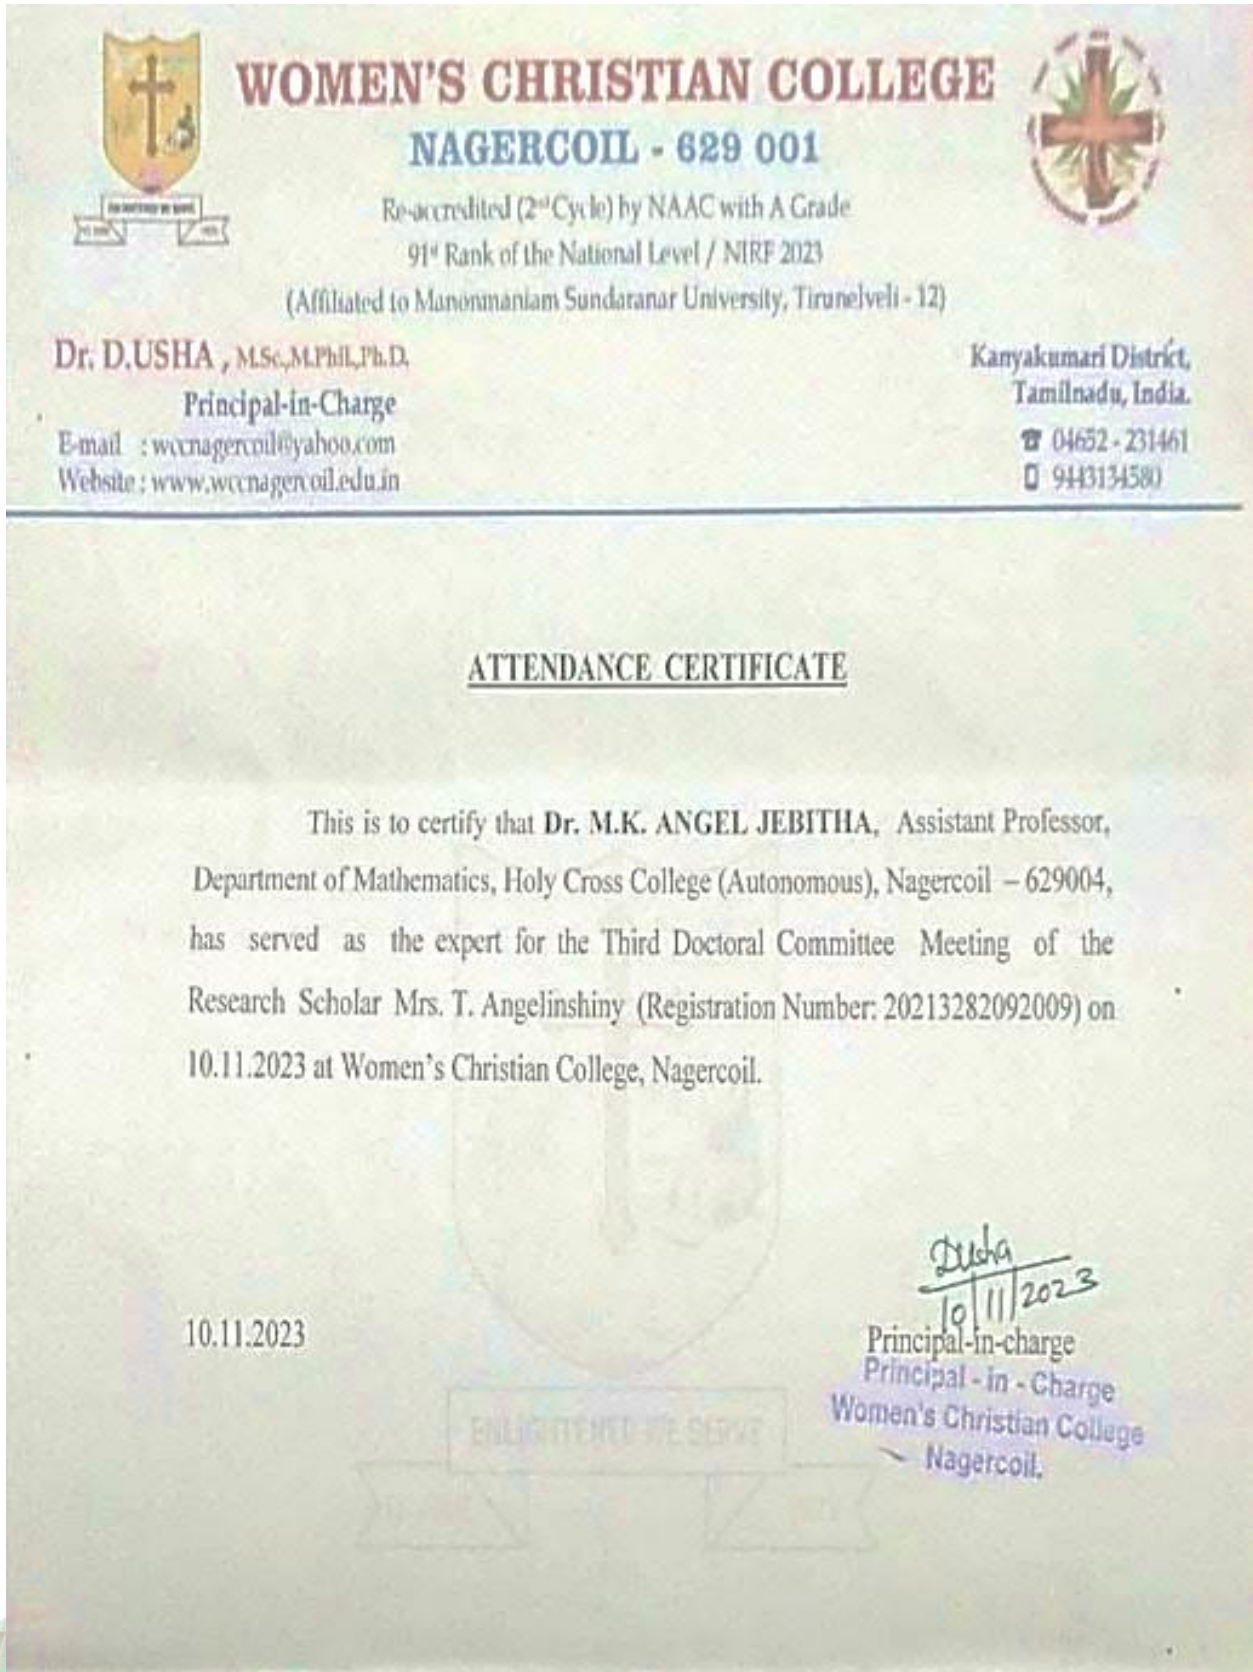 WOMEN'S CHRISTIAN COLLEGE
NAGERCOIL - 629 001
Re-accredited (2nd Cycle) by NAAC with A Grade
91st Rank of the National Level / NIRF 2023
(Affiliated to Manonmaniam Sundaranar University, Tirunelveli - 12)
Dr. D.USHA , M.Sc.,M.Phil.,Ph.D.
Principal-in-Charge
E-mail : wccnagercoil@yahoo.com
Website : www.wccnagercoil.edu.in
Kanyakumari District,
Tamilnadu, India.
04652 - 231461
9443134580
ATTENDANCE CERTIFICATE
This is to certify that Dr. M.K. ANGEL JEBITHA, Assistant Professor,
Department of Mathematics, Holy Cross College (Autonomous), Nagercoil – 629004,
has served as the expert for the Third Doctoral Committee Meeting of the
Research Scholar Mrs. T. Angelinshiny (Registration Number: 20213282092009) on
10.11.2023 at Women's Christian College, Nagercoil.
DUsha
10/11/2023
10.11.2023
Principal-in-charge
Principal - in - Charge
Women's Christian College
Nagercoil.
ENLIGHTENED WE SERVE